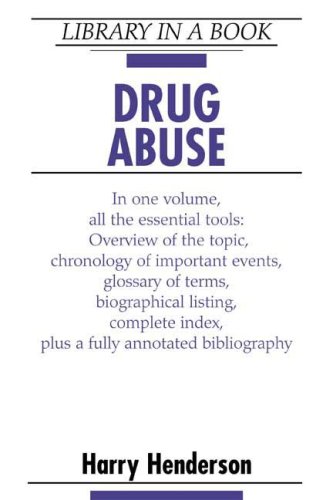 LIBRARY IN A BOOK
DRUG
ABUSE
In one volume,
all the essential tools:
Overview of the topic,
chronology of important events,
glossary of terms,
biographical listing,
complete index,
plus a fully annotated bibliography
Harry Henderson